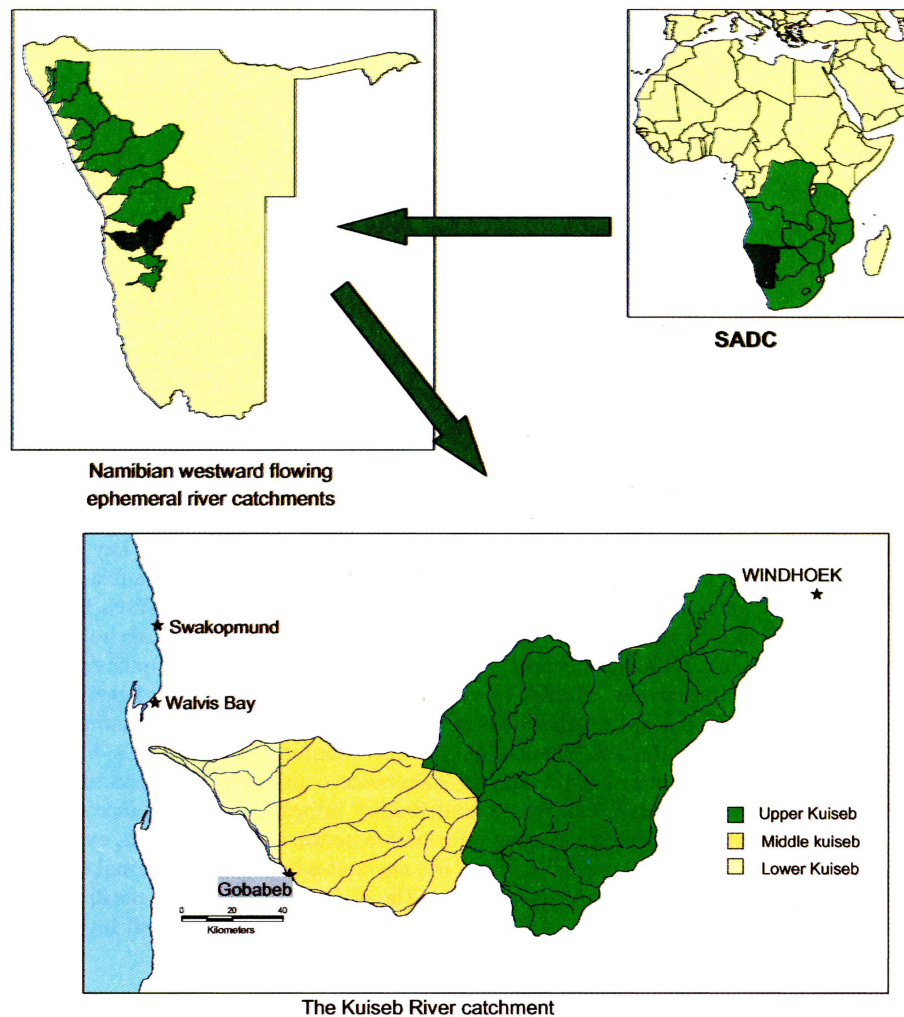 SADC
Namibian westward flowing
ephemeral river catchments
WINDHOEK
Swakopmund
Walvis Bay
Upper Kuiseb
Middle kuiseb
Lower Kuiseb
Gobabeb
0 20 40
Kilometers
The Kuiseb River catchment